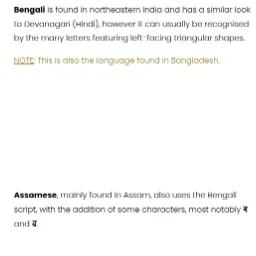 Bengali is found in northeastern India and has a similar look
to Devanagari (Hindi), however it can usually be recognised
by the many letters featuring left-facing triangular shapes.
NOTE: This is also the language found in Bangladesh.
Assamese, mainly found in Assam, also uses the Bengali
script, with the addition of some characters, most notably ৰ
and ৱ.